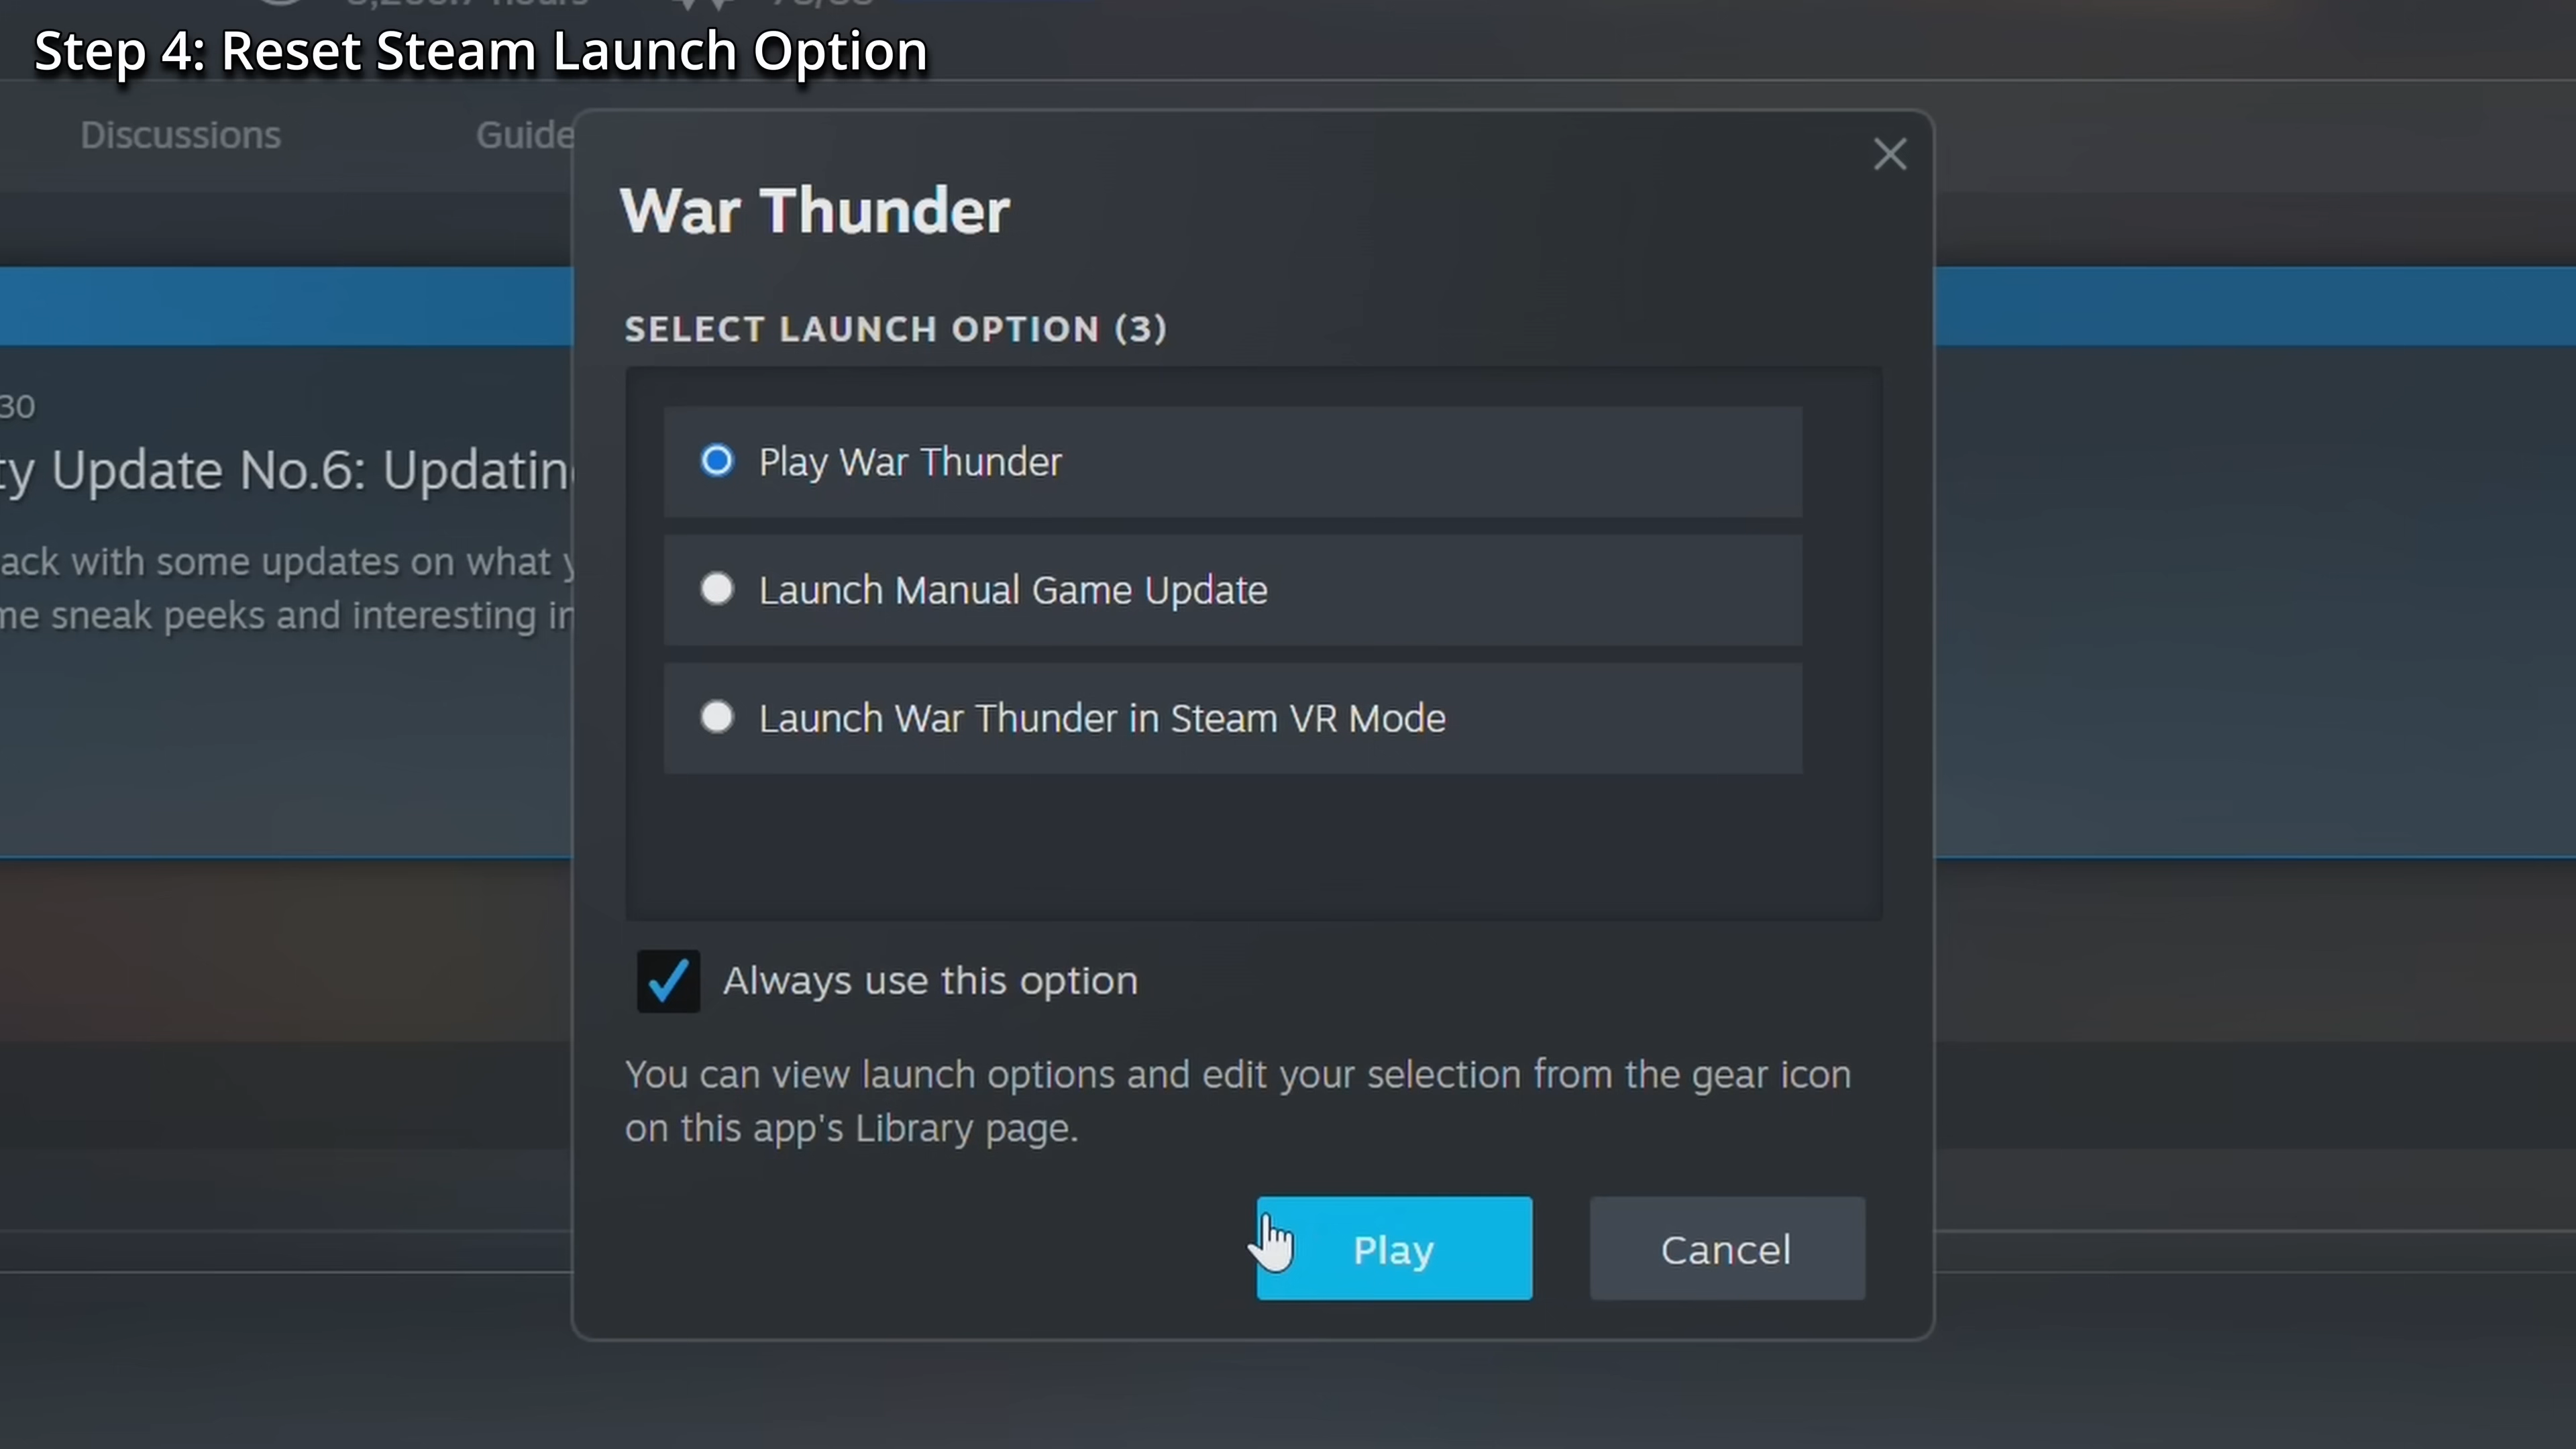 Step 4: Reset Steam Launch Option
Discussions
Guide
War Thunder
SELECT LAUNCH OPTION (3)
30
Play War Thunder
ty Update No.6: Updating
Launch Manual Game Update
ack with some updates on what y
me sneak peeks and interesting in
Launch War Thunder in Steam VR Mode
Always use this option
You can view launch options and edit your selection from the gear icon
on this app's Library page.
Play
Cancel